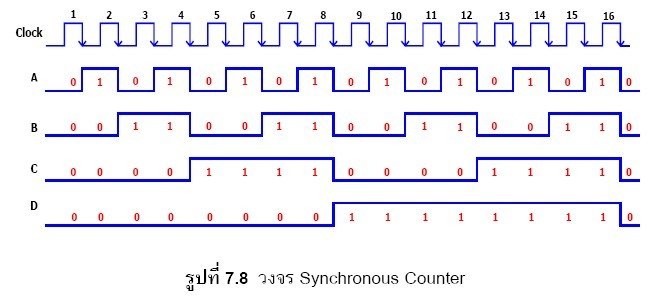 1 2 3 4 5 6 7 8 9 10 11 12 13 14 15 16
Clock
A 0 1 0 1 0 1 0 1 0 1 0 1 0 1 0 1 0
B 0 0 1 1 0 0 1 1 0 0 1 1 0 0 1 1 0
C 0 0 0 0 1 1 1 1 0 0 0 0 1 1 1 1 0
D 0 0 0 0 0 0 0 0 1 1 1 1 1 1 1 1 0
รูปที่ 7.8 วงจร Synchronous Counter